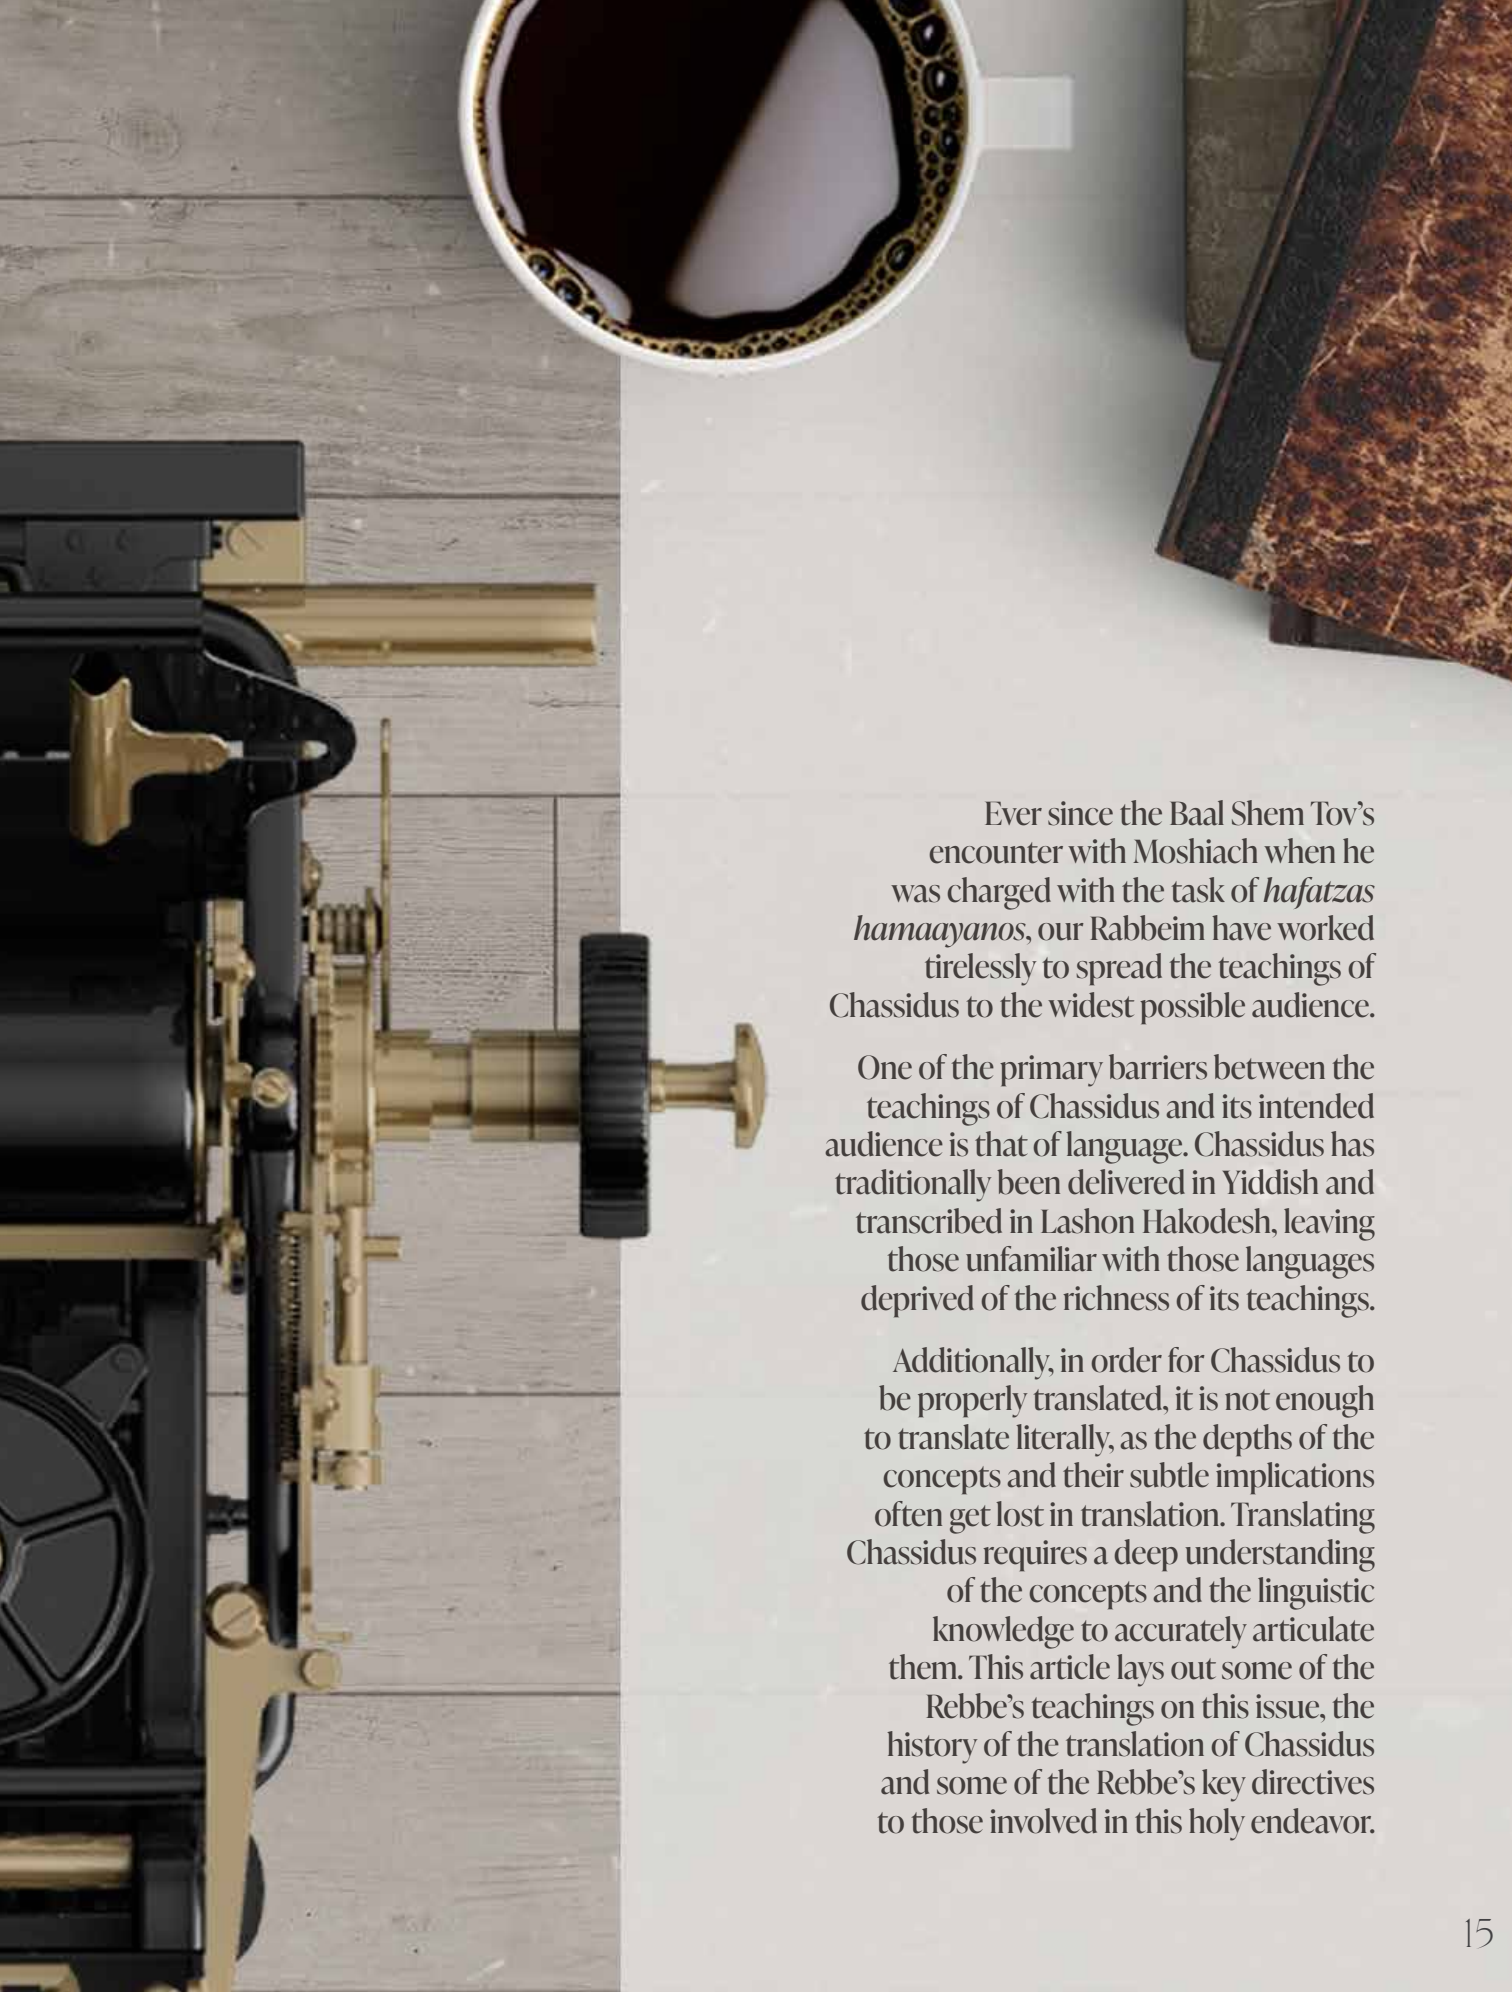 Ever since the Baal Shem Tov’s
encounter with Moshiach when he
was charged with the task of hafatzas
hamaayanos, our Rabbeim have worked
tirelessly to spread the teachings of
Chassidus to the widest possible audience.
One of the primary barriers between the
teachings of Chassidus and its intended
audience is that of language. Chassidus has
traditionally been delivered in Yiddish and
transcribed in Lashon Hakodesh, leaving
those unfamiliar with those languages
deprived of the richness of its teachings.
Additionally, in order for Chassidus to
be properly translated, it is not enough
to translate literally, as the depths of the
concepts and their subtle implications
often get lost in translation. Translating
Chassidus requires a deep understanding
of the concepts and the linguistic
knowledge to accurately articulate
them. This article lays out some of the
Rebbe’s teachings on this issue, the
history of the translation of Chassidus
and some of the Rebbe’s key directives
to those involved in this holy endeavor.
15